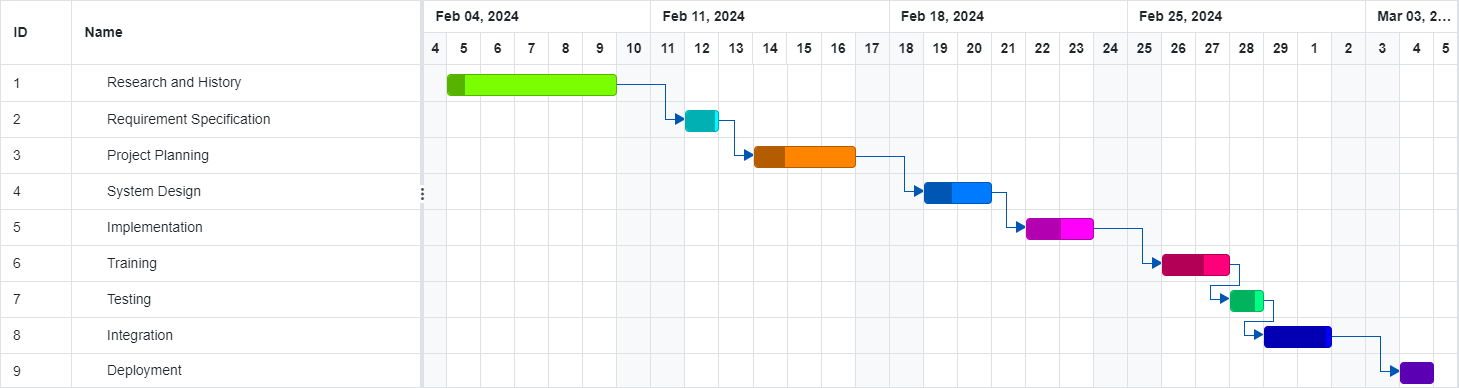 ID Name Feb 04, 2024 Feb 11, 2024 Feb 18, 2024 Feb 25, 2024 Mar 03, 2…
4 5 6 7 8 9 10 11 12 13 14 15 16 17 18 19 20 21 22 23 24 25 26 27 28 29 1 2 3 4 5
1 Research and History
2 Requirement Specification
3 Project Planning
4 System Design
5 Implementation
6 Training
7 Testing
8 Integration
9 Deployment